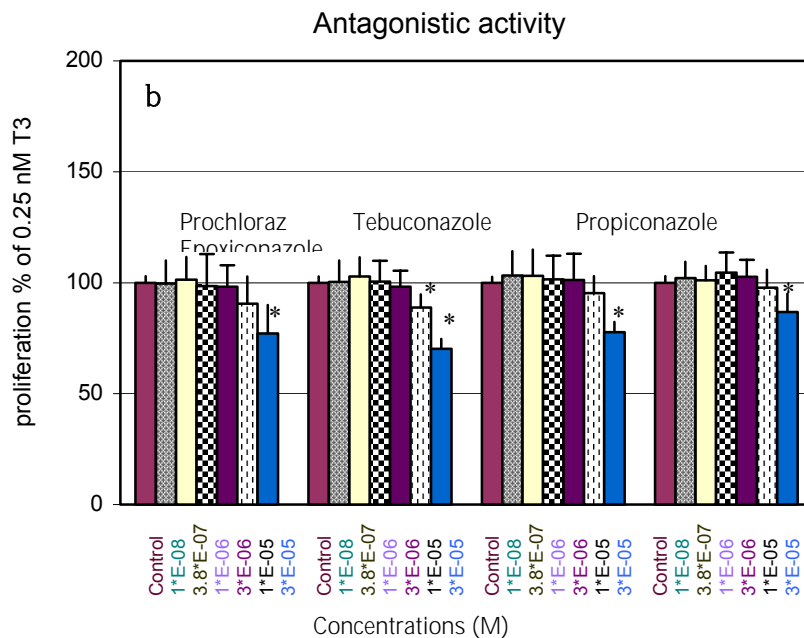 Antagonistic activity
200
b
150
Prochloraz Tebuconazole Propiconazole
Epoxiconazole
100
*
*
*
*
*
50
0
proliferation % of 0.25 nM T3
Control
1*E-08
3.8*E-07
1*E-06
3*E-06
1*E-05
3*E-05
Control
1*E-08
3.8*E-07
1*E-06
3*E-06
1*E-05
3*E-05
Control
1*E-08
3.8*E-07
1*E-06
3*E-06
1*E-05
3*E-05
Control
1*E-08
3.8*E-07
1*E-06
3*E-06
1*E-05
3*E-05
Concentrations (M)